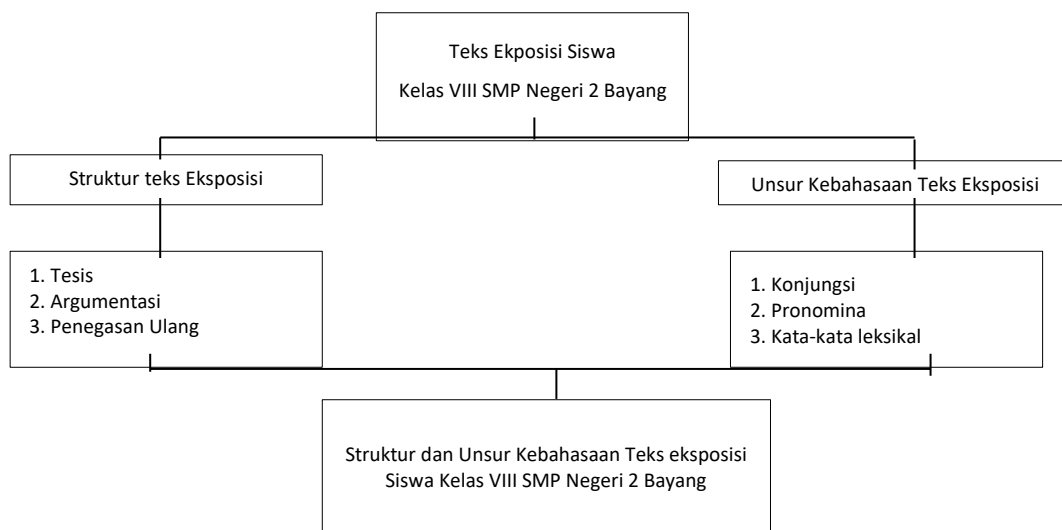 Teks Ekposisi Siswa
Kelas VIII SMP Negeri 2 Bayang
Struktur teks Eksposisi
Unsur Kebahasaan Teks Eksposisi
1. Tesis
2. Argumentasi
3. Penegasan Ulang
1. Konjungsi
2. Pronomina
3. Kata-kata leksikal
Struktur dan Unsur Kebahasaan Teks eksposisi
Siswa Kelas VIII SMP Negeri 2 Bayang